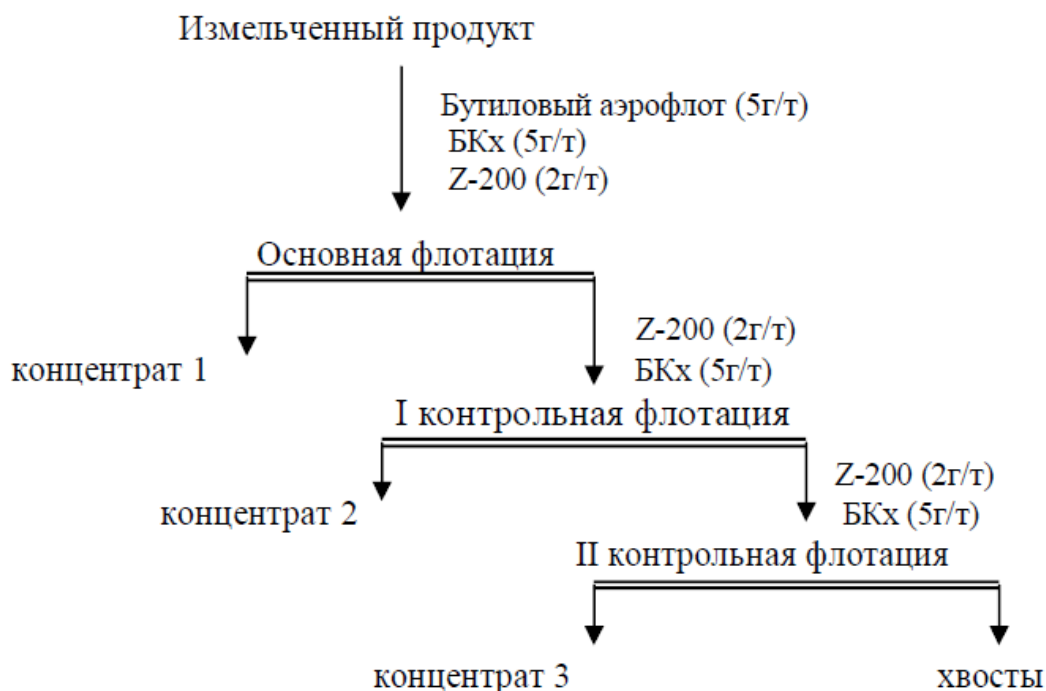 Измельченный продукт
Бутиловый аэрофлот (5г/т)
БКх (5г/т)
Z-200 (2г/т)
Основная флотация
концентрат 1
Z-200 (2г/т)
БКх (5г/т)
I контрольная флотация
концентрат 2
Z-200 (2г/т)
БКх (5г/т)
II контрольная флотация
концентрат 3
хвосты